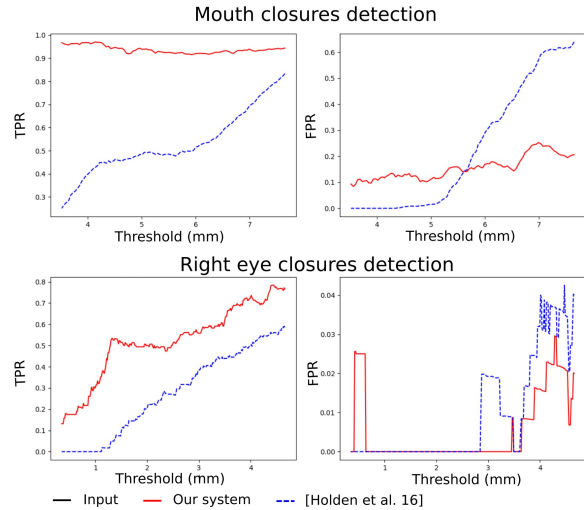 Mouth closures detection
1.0
0.9
0.8
0.7
0.6
0.5
0.4
0.3
TPR
4 5 6 7
Threshold (mm)
0.6
0.5
0.4
0.3
0.2
0.1
0.0
FPR
4 5 6 7
Threshold (mm)
Right eye closures detection
0.8
0.7
0.6
0.5
0.4
0.3
0.2
0.1
0.0
TPR
1 2 3 4
Threshold (mm)
0.04
0.03
0.02
0.01
0.00
FPR
1 2 3 4
Threshold (mm)
Input Our system [Holden et al. 16]